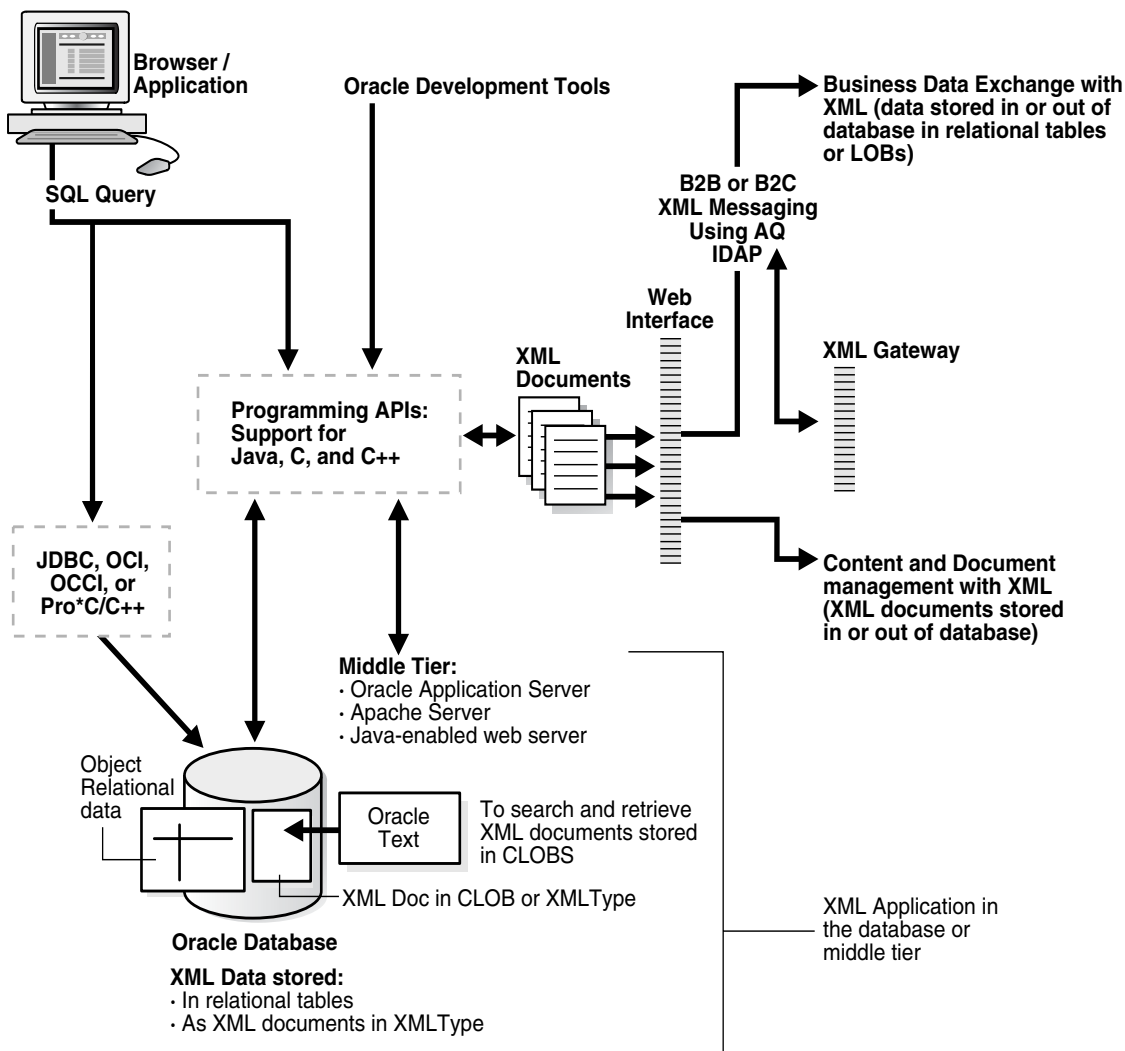 Browser /
Application
Oracle Development Tools
Business Data Exchange with
XML (data stored in or out of
database in relational tables
or LOBs)
SQL Query
B2B or B2C
XML Messaging
Using AQ
IDAP
Web
Interface
XML
Documents
XML Gateway
Programming APIs:
Support for
Java, C, and C++
JDBC, OCI,
OCCI, or
Pro*C/C++
Content and Document
management with XML
(XML documents stored
in or out of database)
Middle Tier:
· Oracle Application Server
· Apache Server
· Java-enabled web server
Object
Relational
data
Oracle
Text
To search and retrieve
XML documents stored
in CLOBS
XML Doc in CLOB or XMLType
XML Application in
the database or
middle tier
Oracle Database
XML Data stored:
· In relational tables
· As XML documents in XMLType